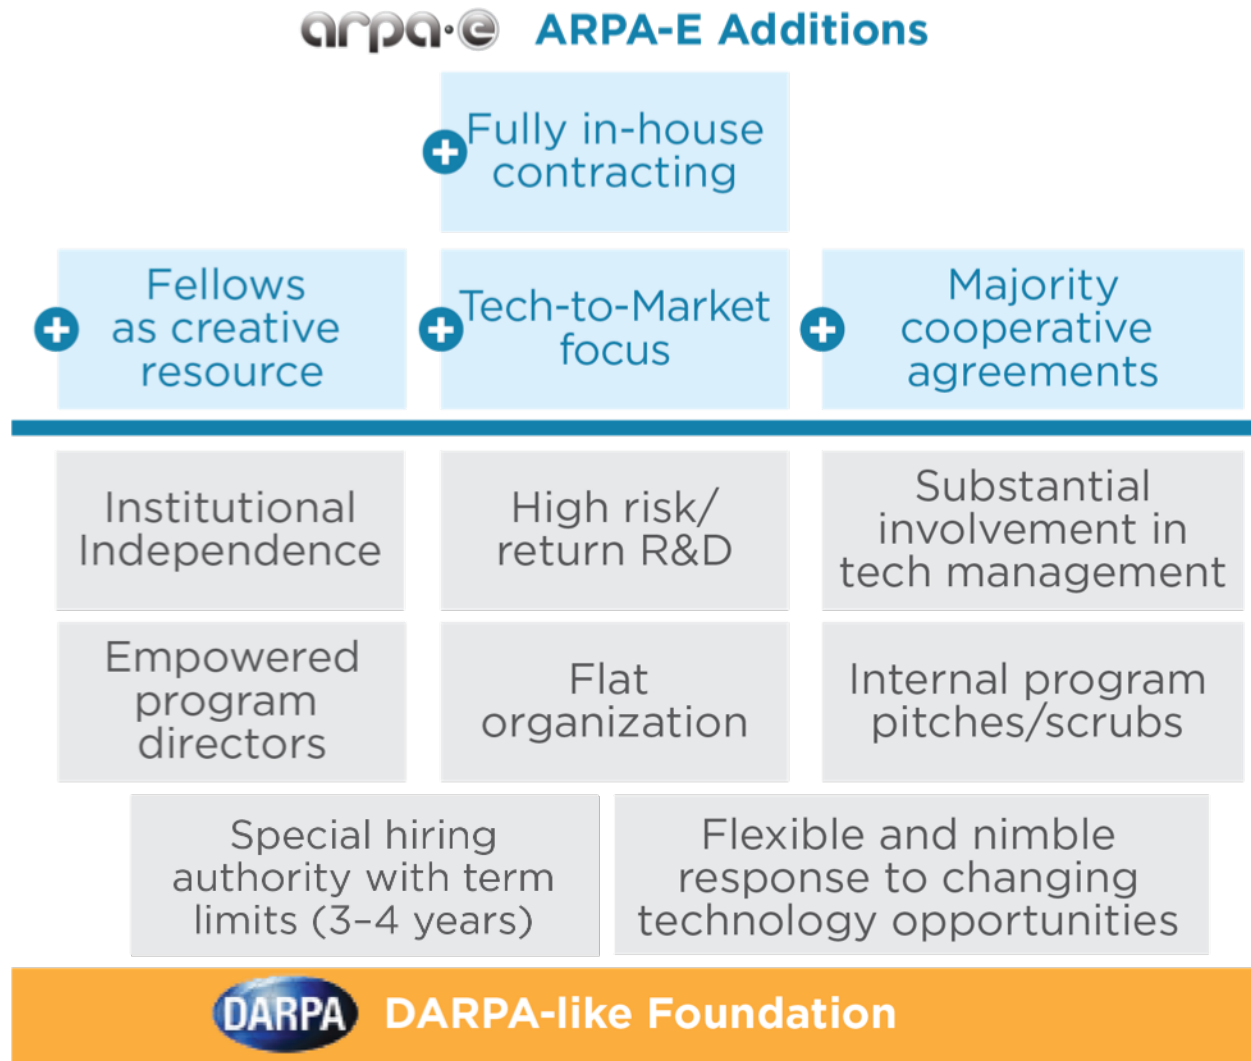 arpa·e ARPA-E Additions
Fully in-house
contracting
Fellows
as creative
resource
Tech-to-Market
focus
Majority
cooperative
agreements
Institutional
Independence
High risk/
return R&D
Substantial
involvement in
tech management
Empowered
program
directors
Flat
organization
Internal program
pitches/scrubs
Special hiring
authority with term
limits (3–4 years)
Flexible and nimble
response to changing
technology opportunities
DARPA DARPA-like Foundation